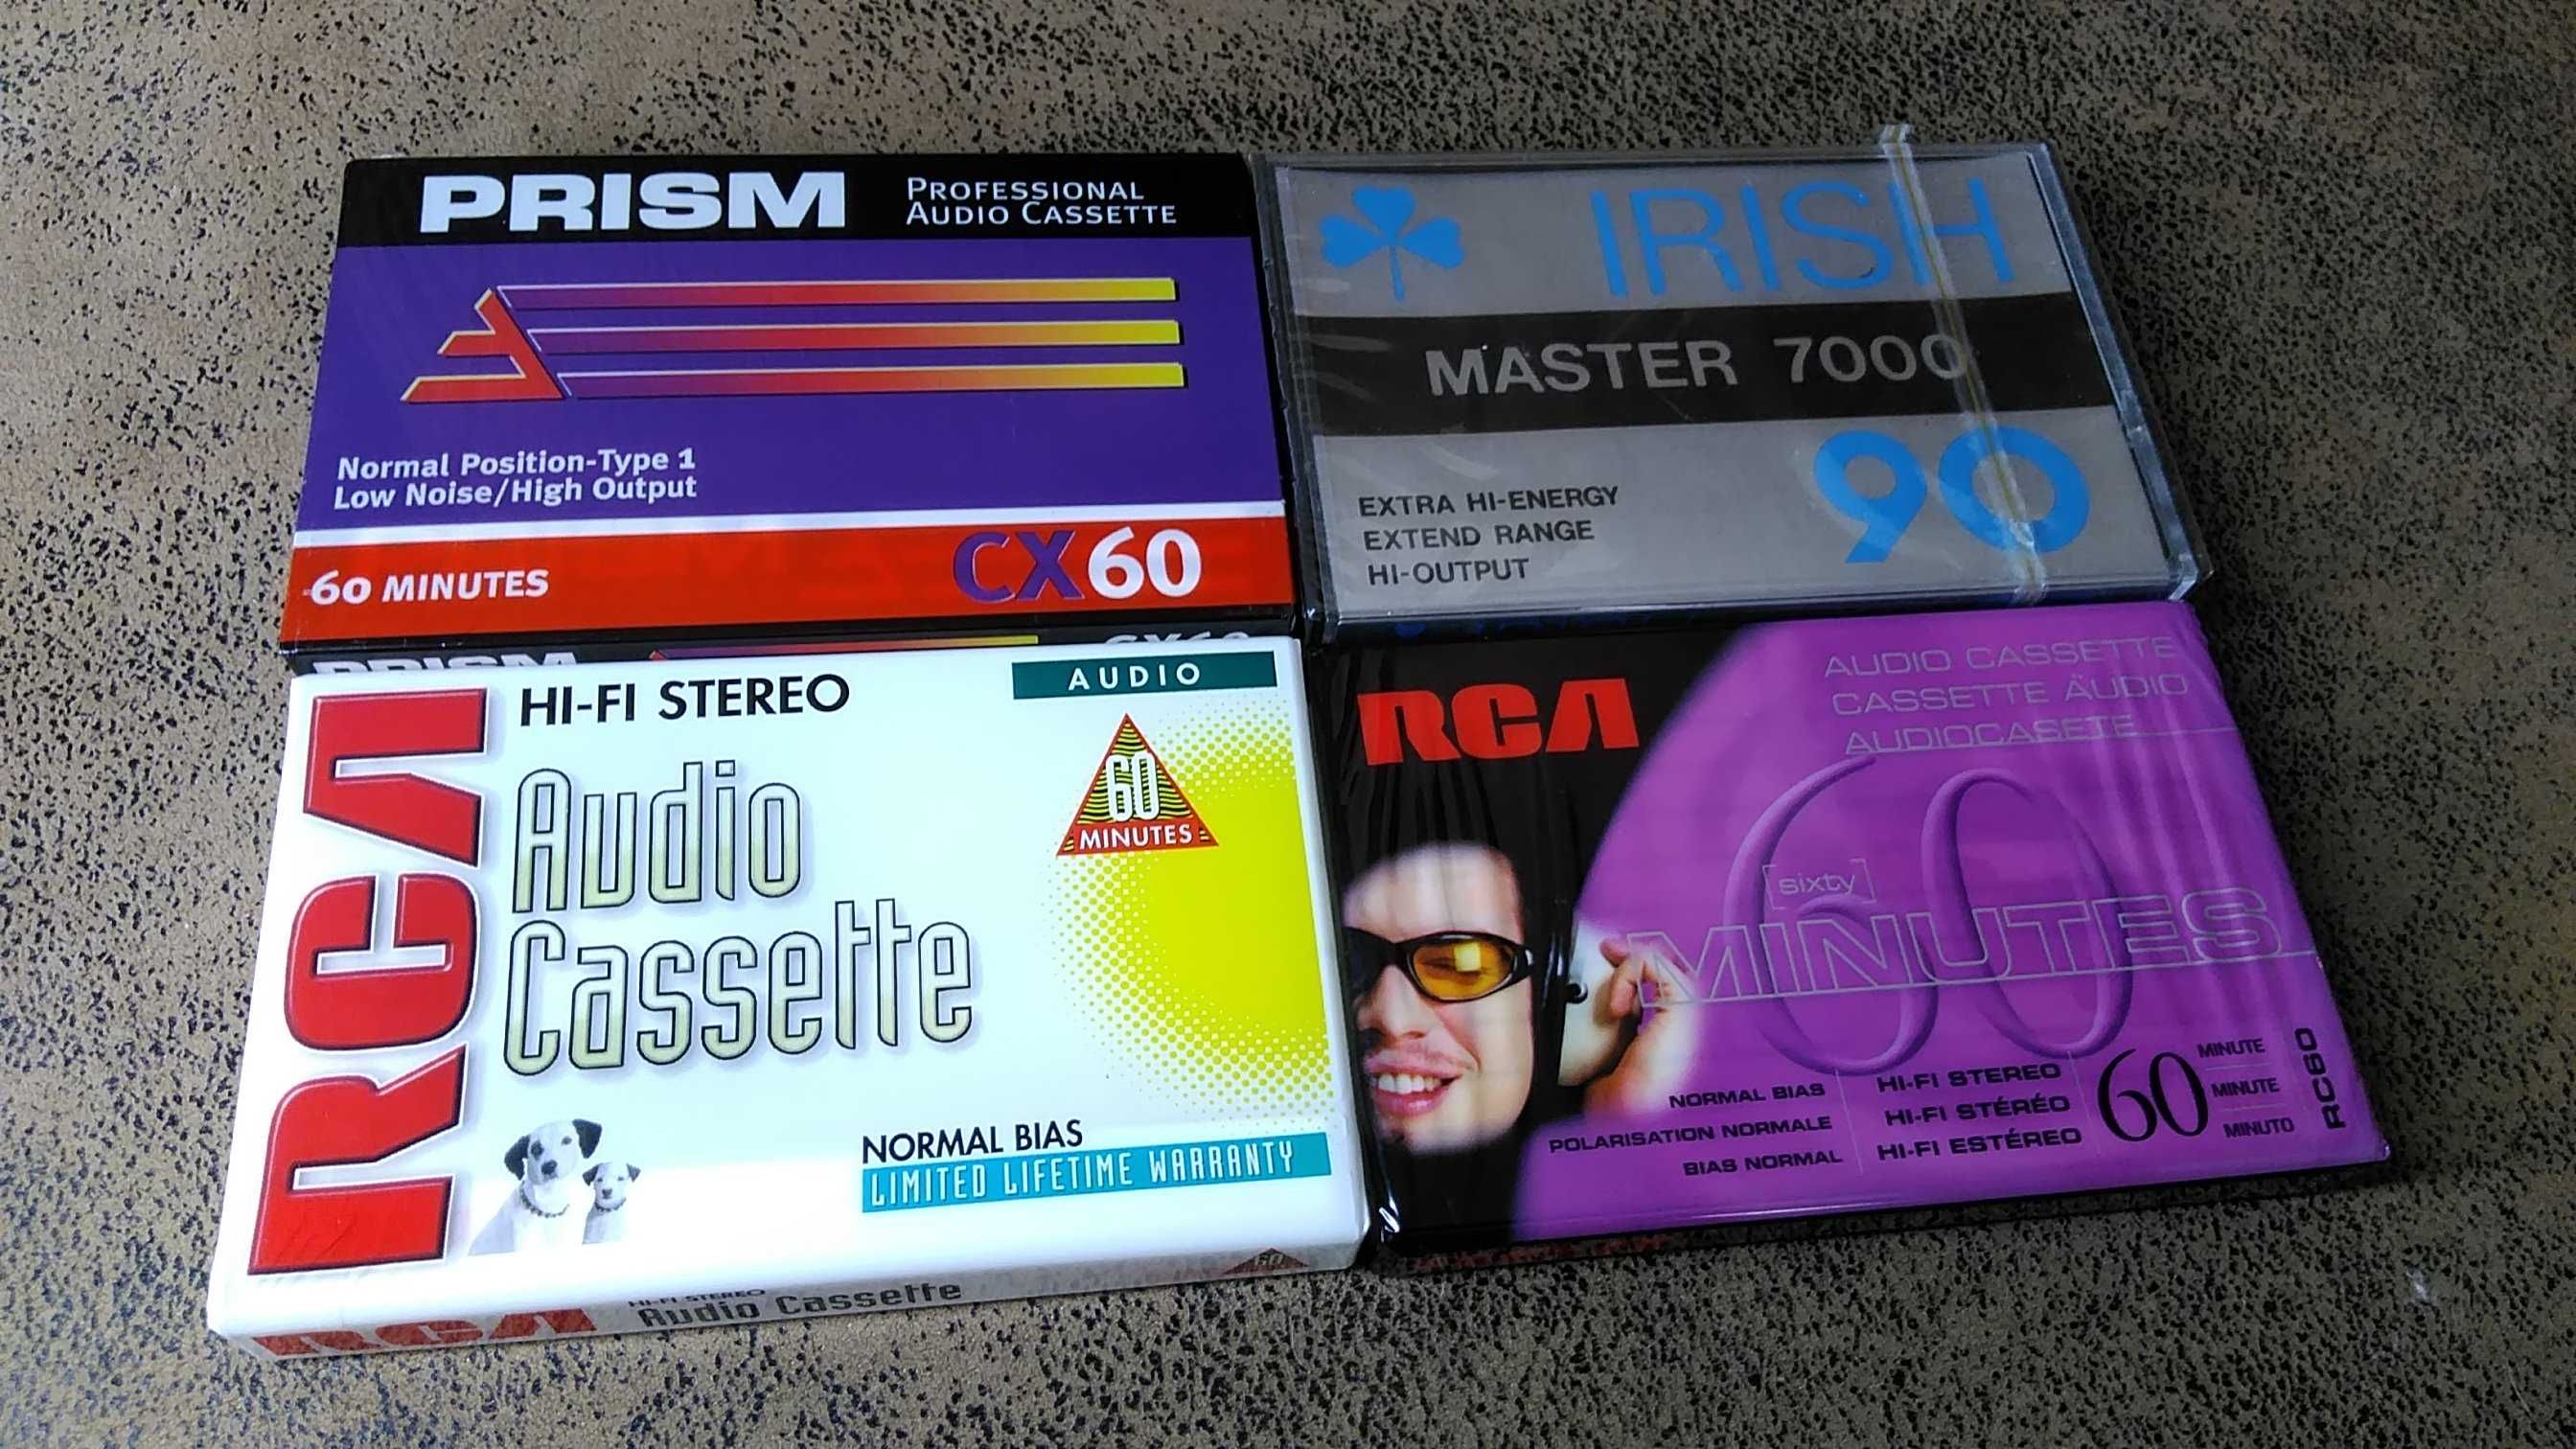 PRISM
PROFESSIONAL
AUDIO CASSETTE
Normal Position-Type 1
Low Noise/High Output
60 MINUTES
CX60
PRISM
CX60
IRISH
MASTER 7000
EXTRA HI-ENERGY
EXTEND RANGE
HI-OUTPUT
90
RCA
HI-FI STEREO
AUDIO
60
MINUTES
Audio
Cassette
NORMAL BIAS
LIMITED LIFETIME WARRANTY
RCA
HI-FI STEREO
Audio Cassette
60
RCA
AUDIO CASSETTE
CASSETTE AUDIO
AUDIOCASETE
60
[sixty]
MINUTES
NORMAL BIAS
POLARISATION NORMALE
BIAS NORMAL
HI-FI STEREO
HI-FI STÉRÉO
HI-FI ESTÉREO
60
MINUTE
MINUTE
MINUTO
RC60